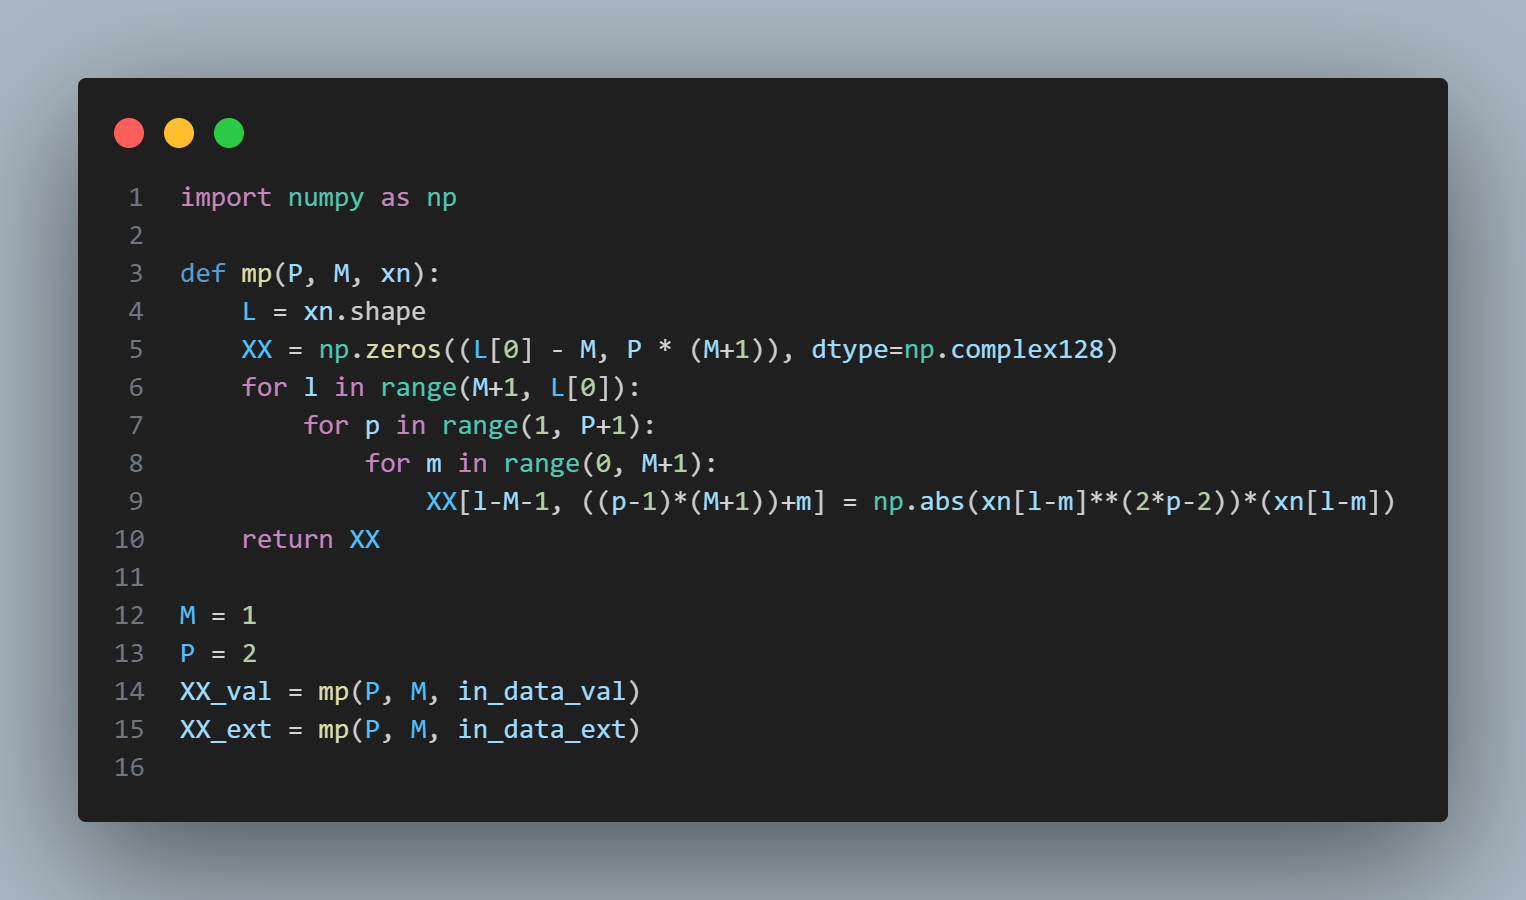 1 import numpy as np
2
3 def mp(P, M, xn):
4     L = xn.shape
5     XX = np.zeros((L[0] - M, P * (M+1)), dtype=np.complex128)
6     for l in range(M+1, L[0]):
7         for p in range(1, P+1):
8             for m in range(0, M+1):
9                 XX[l-M-1, ((p-1)*(M+1))+m] = np.abs(xn[l-m]**(2*p-2))*(xn[l-m])
10     return XX
11
12 M = 1
13 P = 2
14 XX_val = mp(P, M, in_data_val)
15 XX_ext = mp(P, M, in_data_ext)
16